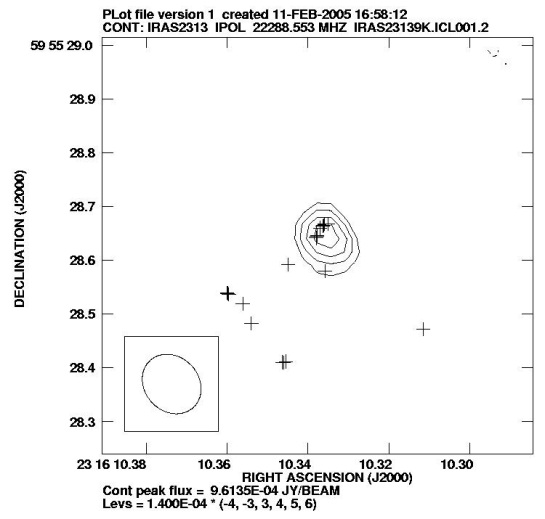 PLot file version 1 created 11-FEB-2005 16:58:12
CONT: IRAS2313 IPOL 22288.553 MHZ IRAS23139K.ICL001.2
59 55 29.0
28.9
28.8
28.7
28.6
28.5
28.4
28.3
DECLINATION (J2000)
23 16 10.38 10.36 10.34 10.32 10.30
RIGHT ASCENSION (J2000)
Cont peak flux = 9.6135E-04 JY/BEAM
Levs = 1.400E-04 * (-4, -3, 3, 4, 5, 6)